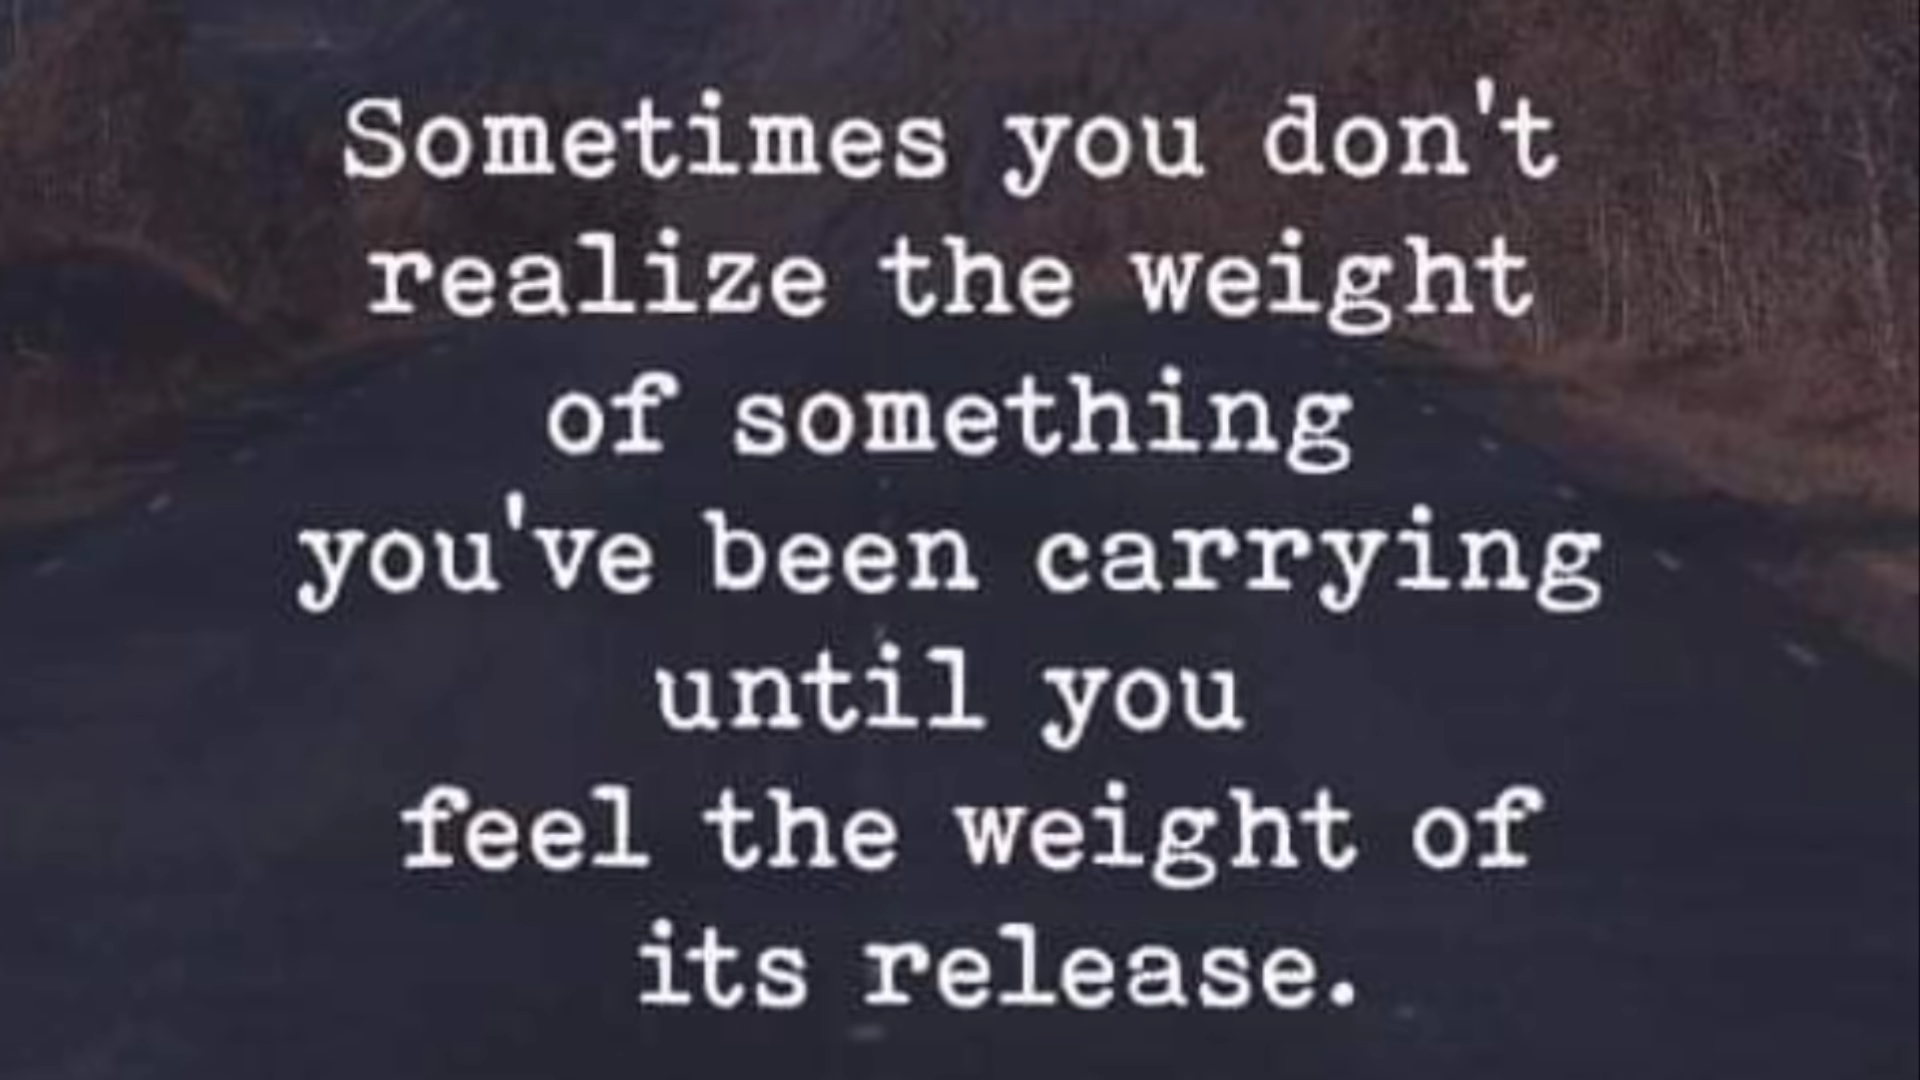 Sometimes you don't
realize the weight
of something
you've been carrying
until you
feel the weight of
its release.